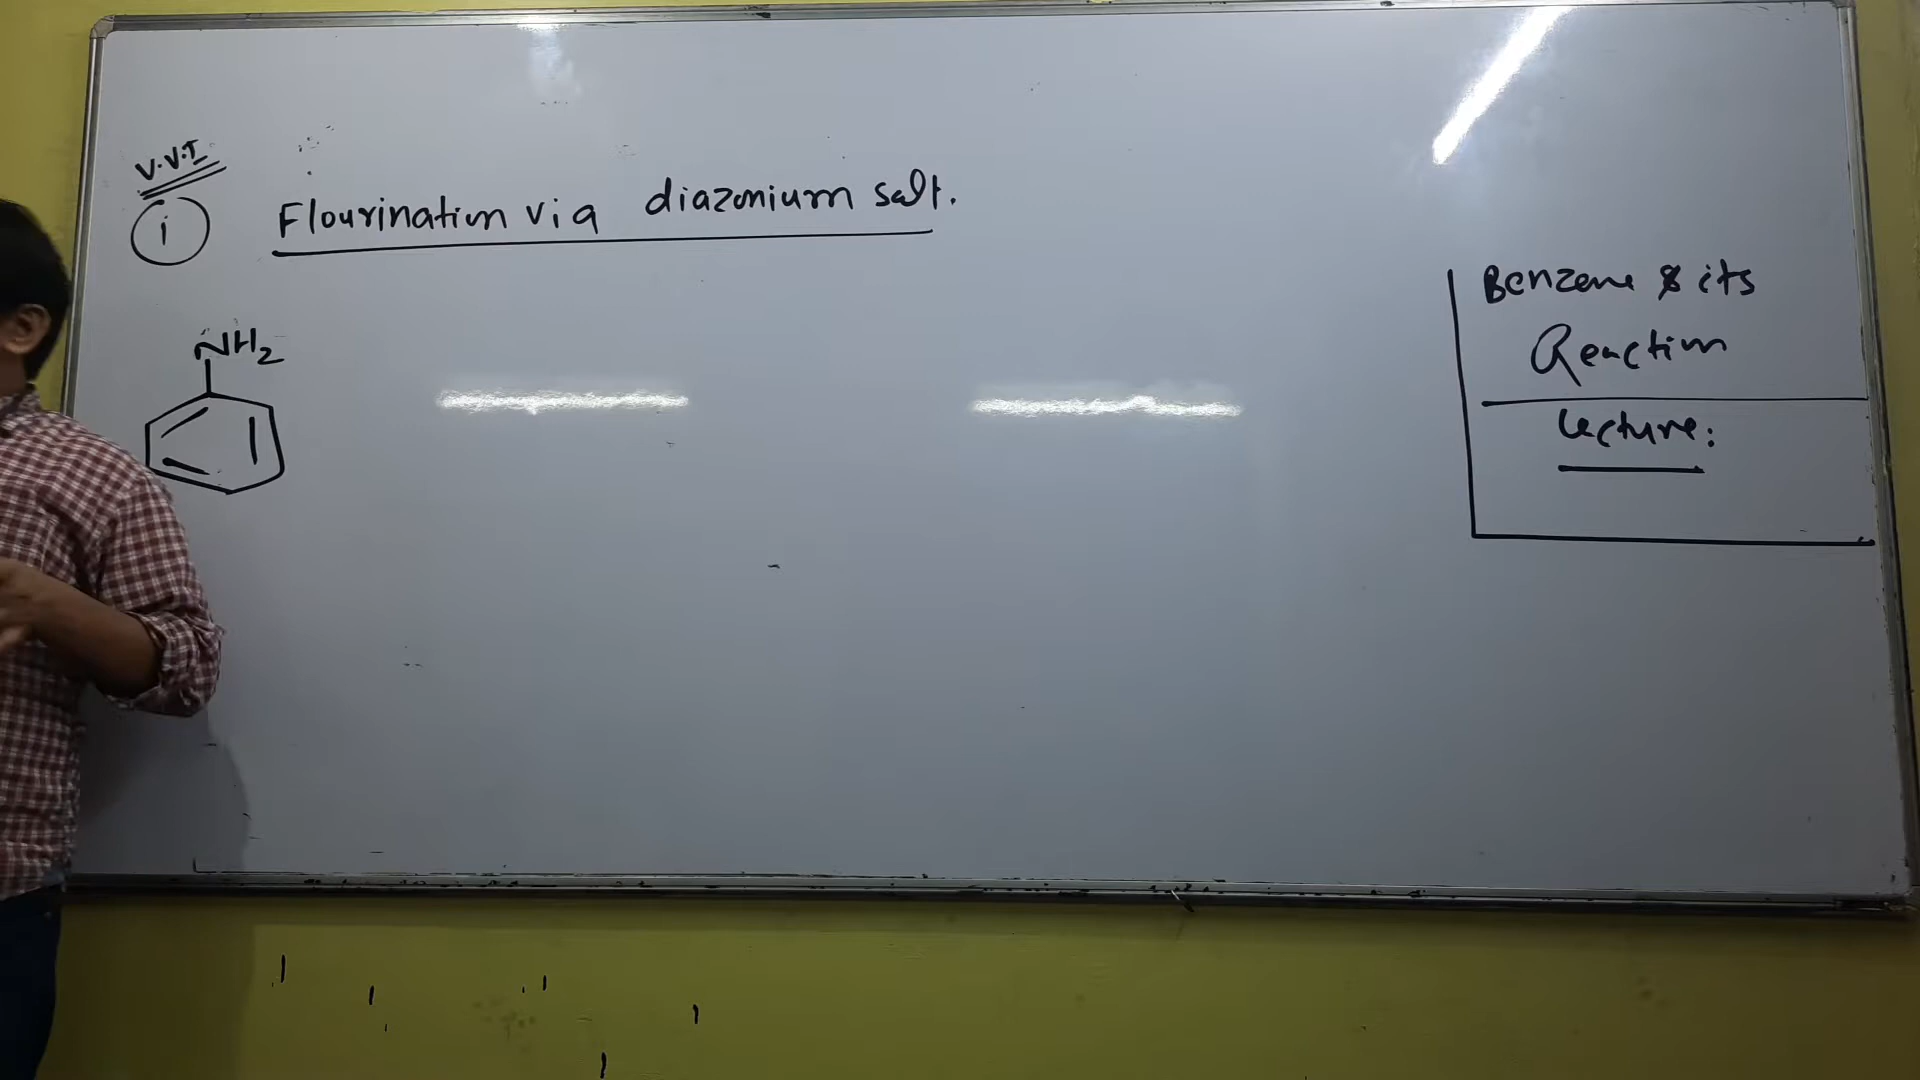 V.V.I
i
Flourination via diazonium salt.
NH2
Benzene & its
Reaction
Lecture: